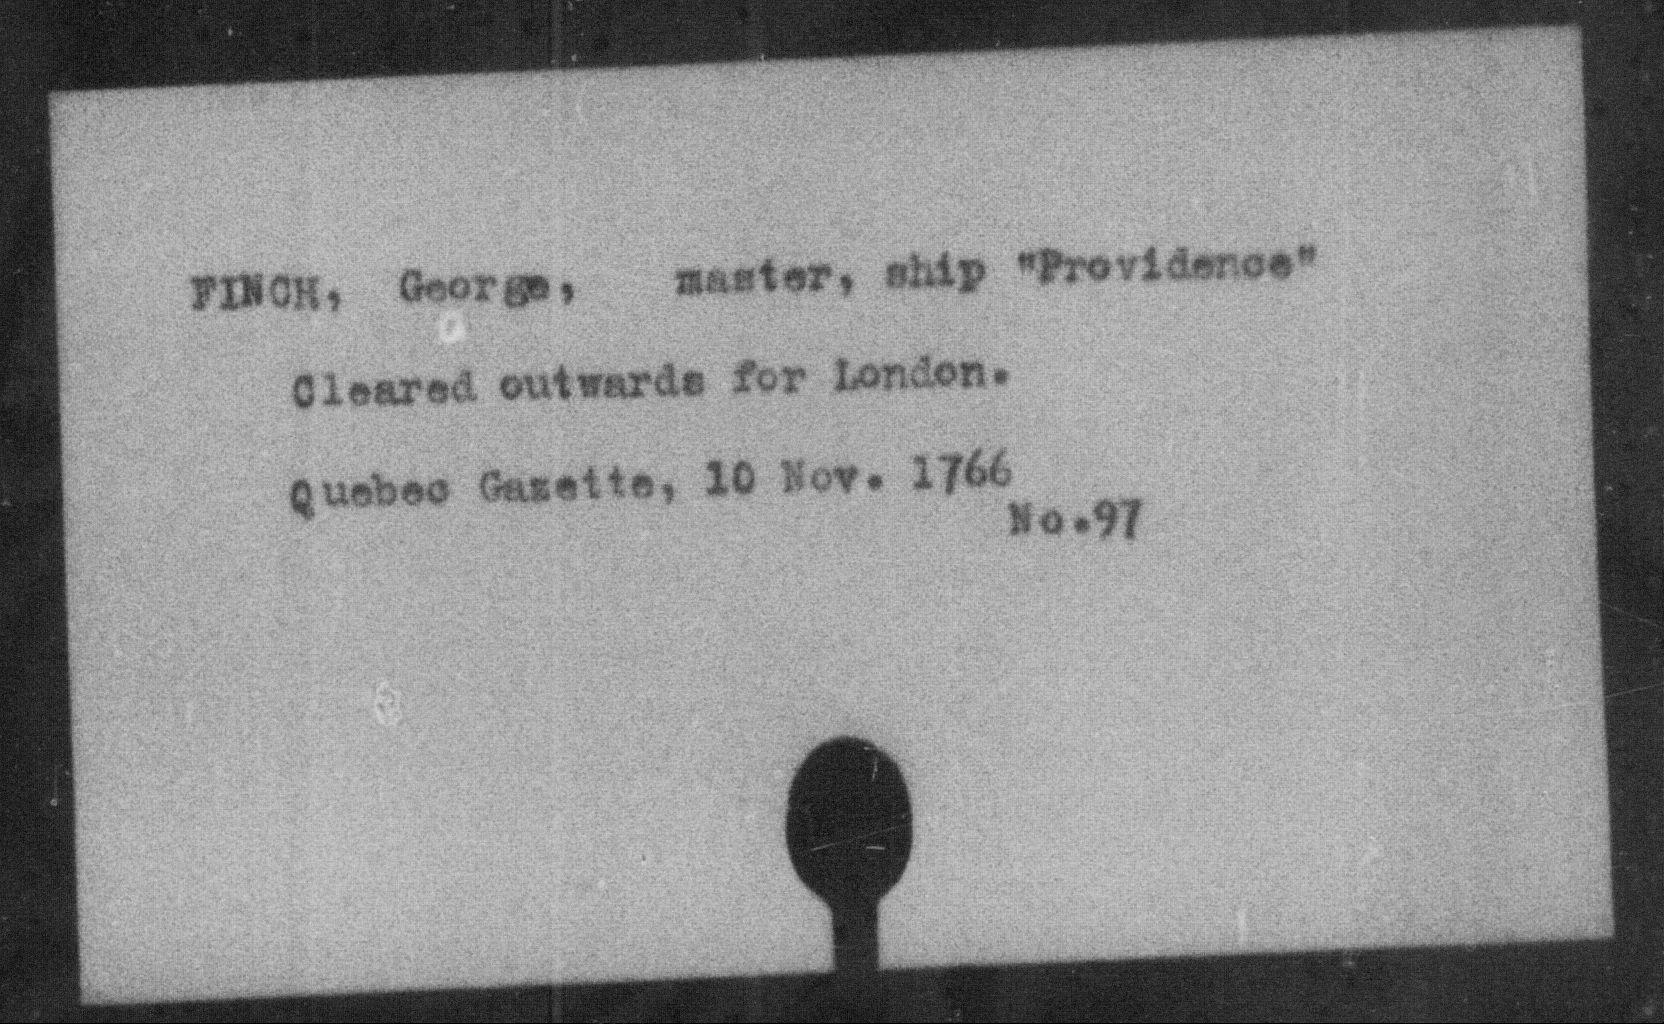 FINCH, George, master, ship "Providence"
Cleared outwards for London.
Quebec Gazette, 10 Nov. 1766
No.97